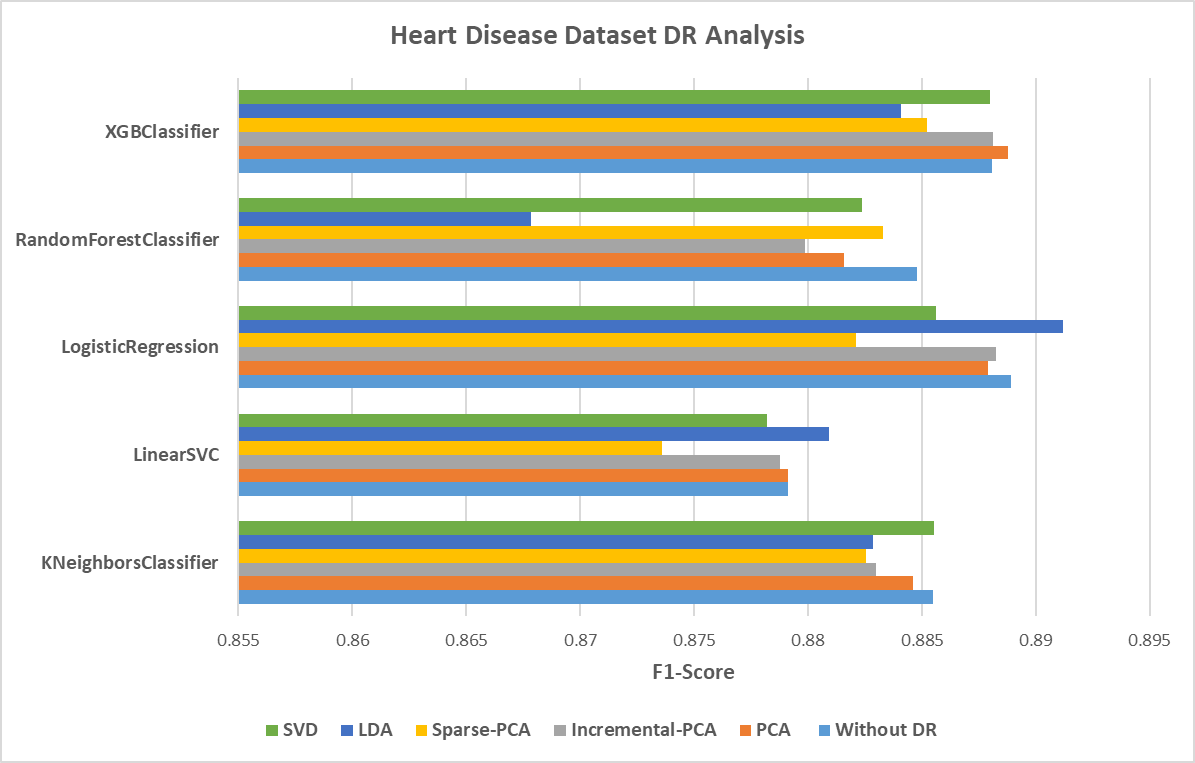 Heart Disease Dataset DR Analysis
XGBClassifier
RandomForestClassifier
LogisticRegression
LinearSVC
KNeighborsClassifier
0.855 0.86 0.865 0.87 0.875 0.88 0.885 0.89 0.895
F1-Score
SVD LDA Sparse-PCA Incremental-PCA PCA Without DR